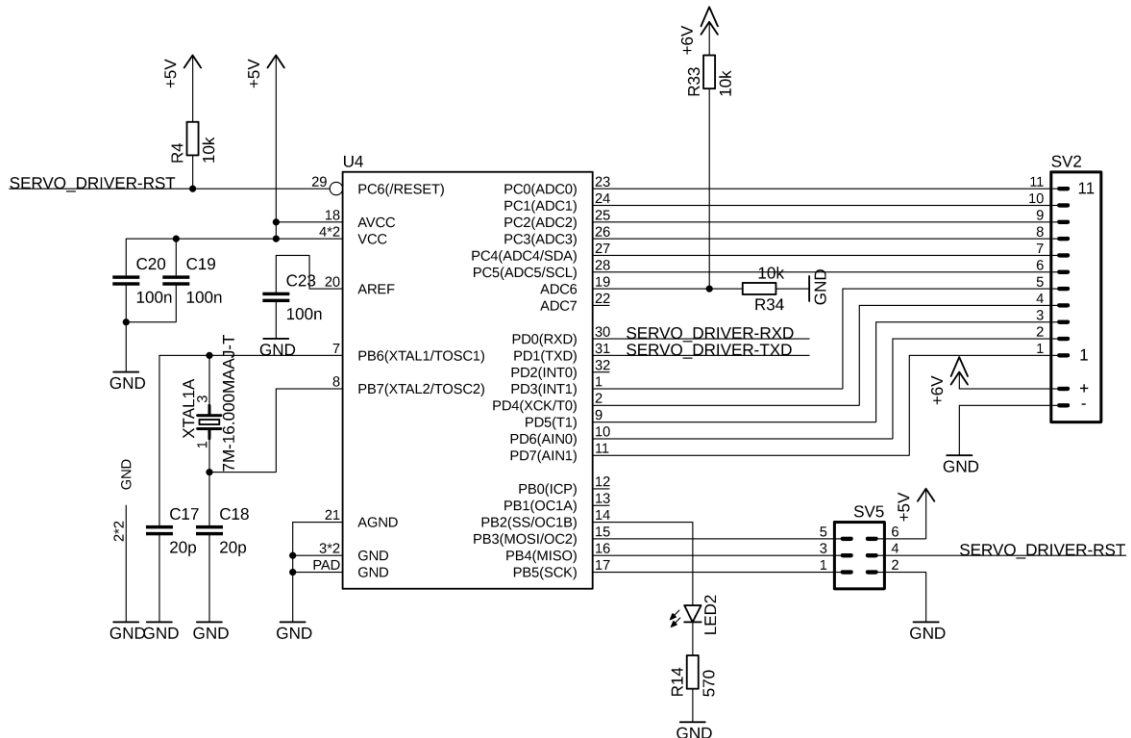 +6V
R33
10k
+5V
+5V
R4
10k
U4
SV2
SERVO_DRIVER-RST
29 PC6(/RESET)
18 AVCC
4*2 VCC
20 AREF
7 PB6(XTAL1/TOSC1)
8 PB7(XTAL2/TOSC2)
21 AGND
3*2 GND
PAD GND
PC0(ADC0) 23
PC1(ADC1) 24
PC2(ADC2) 25
PC3(ADC3) 26
PC4(ADC4/SDA) 27
PC5(ADC5/SCL) 28
ADC6 19
ADC7 22
PD0(RXD) 30 SERVO_DRIVER-RXD
PD1(TXD) 31 SERVO_DRIVER-TXD
PD2(INT0) 32
PD3(INT1) 1
PD4(XCK/T0) 2
PD5(T1) 9
PD6(AIN0) 10
PD7(AIN1) 11
PB0(ICP) 12
PB1(OC1A) 13
PB2(SS/OC1B) 14
PB3(MOSI/OC2) 15
PB4(MISO) 16
PB5(SCK) 17
11 11
10
9
8
7
6
5
4
3
2
1 1
+
-
10k
R34
GND
+6V
GND
C20
100n
C19
100n
C23
100n
GND
GND
XTAL1A
3
1
7M-16.000MAAJ-T
GND
2*2
C17
20p
C18
20p
GND
GND
GND
GND
SV5
5 6
3 4
1 2
+5V
SERVO_DRIVER-RST
GND
LED2
R14
570
GND